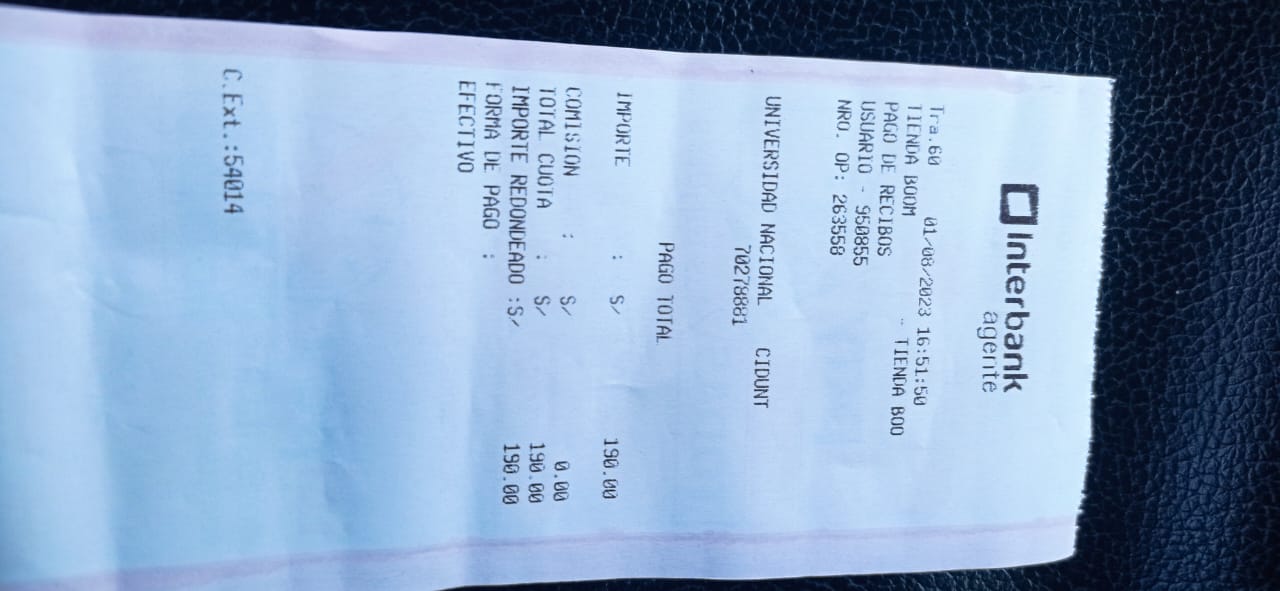 Interbank
agente
Tra.60 01/08/2023 16:51:50
TIENDA BOOM - TIENDA BOO
PAGO DE RECIBOS
USUARIO - 950855
NRO. OP: 263558
UNIVERSIDAD NACIONAL CIDUNT
70278881
PAGO TOTAL
IMPORTE : S/ 190.00
COMISION : S/ 0.00
TOTAL CUOTA : S/ 190.00
IMPORTE REDONDEADO :S/ 190.00
FORMA DE PAGO :
EFECTIVO
C.Ext.:54014